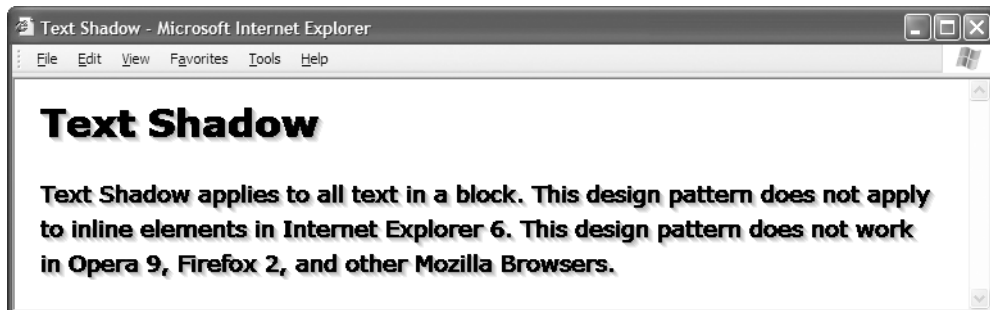 Text Shadow - Microsoft Internet Explorer
File Edit View Favorites Tools Help
Text Shadow
Text Shadow applies to all text in a block. This design pattern does not apply
to inline elements in Internet Explorer 6. This design pattern does not work
in Opera 9, Firefox 2, and other Mozilla Browsers.